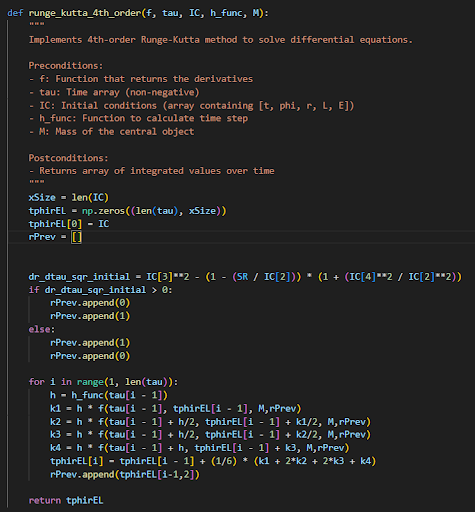 def runge_kutta_4th_order(f, tau, IC, h_func, M):
    """
    Implements 4th-order Runge-Kutta method to solve differential equations.

    Preconditions:
    - f: Function that returns the derivatives
    - tau: Time array (non-negative)
    - IC: Initial conditions (array containing [t, phi, r, L, E])
    - h_func: Function to calculate time step
    - M: Mass of the central object

    Postconditions:
    - Returns array of integrated values over time
    """
    xSize = len(IC)
    tphirEL = np.zeros((len(tau), xSize))
    tphirEL[0] = IC
    rPrev = []


    dr_dtau_sqr_initial = IC[3]**2 - (1 - (SR / IC[2])) * (1 + (IC[4]**2 / IC[2]**2))
    if dr_dtau_sqr_initial > 0:
        rPrev.append(0)
        rPrev.append(1)
    else:
        rPrev.append(1)
        rPrev.append(0)

    for i in range(1, len(tau)):
        h = h_func(tau[i - 1])
        k1 = h * f(tau[i - 1], tphirEL[i - 1], M,rPrev)
        k2 = h * f(tau[i - 1] + h/2, tphirEL[i - 1] + k1/2, M,rPrev)
        k3 = h * f(tau[i - 1] + h/2, tphirEL[i - 1] + k2/2, M,rPrev)
        k4 = h * f(tau[i - 1] + h, tphirEL[i - 1] + k3, M,rPrev)
        tphirEL[i] = tphirEL[i - 1] + (1/6) * (k1 + 2*k2 + 2*k3 + k4)
        rPrev.append(tphirEL[i-1,2])

    return tphirEL